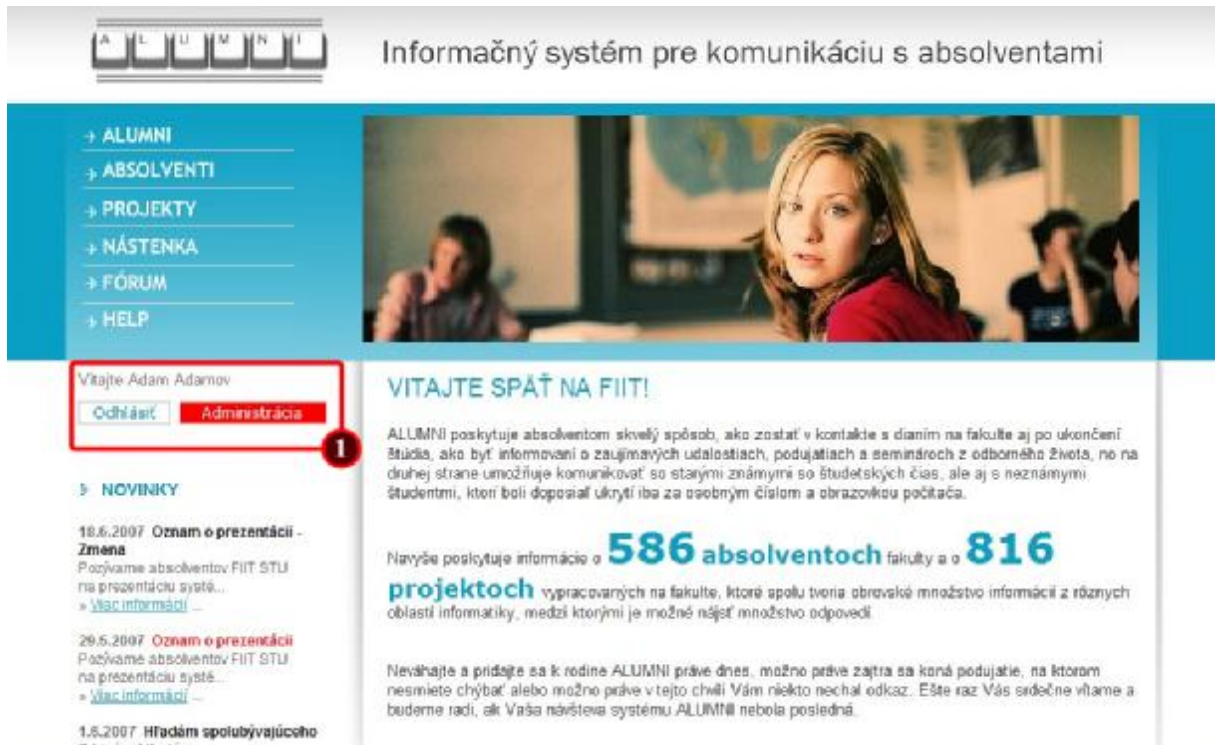 A L U M N I
Informačný systém pre komunikáciu s absolventami
ALUMNI
ABSOLVENTI
PROJEKTY
NÁSTENKA
FÓRUM
HELP
Vitajte Adam Adamov
Odhlásiť Administrácia
1
NOVINKY
18.6.2007 Oznam o prezentácii -
Zmena
Pozývame absolventov FIIT STU
na prezentáciu systé...
» Viac informácií ...
29.5.2007 Oznam o prezentácii
Pozývame absolventov FIIT STU
na prezentáciu systé...
» Viac informácií ...
1.6.2007 Hľadám spolubývajúceho
VITAJTE SPÄŤ NA FIIT!
ALUMNI poskytuje absolventom skvelý spôsob, ako zostať v kontakte s dianím na fakulte aj po ukončení
štúdia, ako byť informovaní o zaujímavých udalostiach, podujatiach a seminároch z odborného života, no na
druhej strane umožňuje komunikovať so starými známymi so študetských čias, ale aj s neznámymi
študentmi, ktorí boli doposiaľ ukrytí iba za osobným číslom a obrazovkou počítača.
Navyše poskytuje informácie o 586 absolventoch fakulty a o 816
projektoch vypracovaných na fakulte, ktoré spolu tvoria obrovské množstvo informácií z rôznych
oblastí informatiky, medzi ktorými je možné nájsť množstvo odpovedí.
Neváhajte a pridajte sa k rodine ALUMNI práve dnes, možno práve zajtra sa koná podujatie, na ktorom
nesmiete chýbať alebo možno práve v tejto chvíli Vám niekto nechal odkaz. Ešte raz Vás srdečne vítame a
budeme radi, ak Vaša návšteva systému ALUMNI nebola posledná.